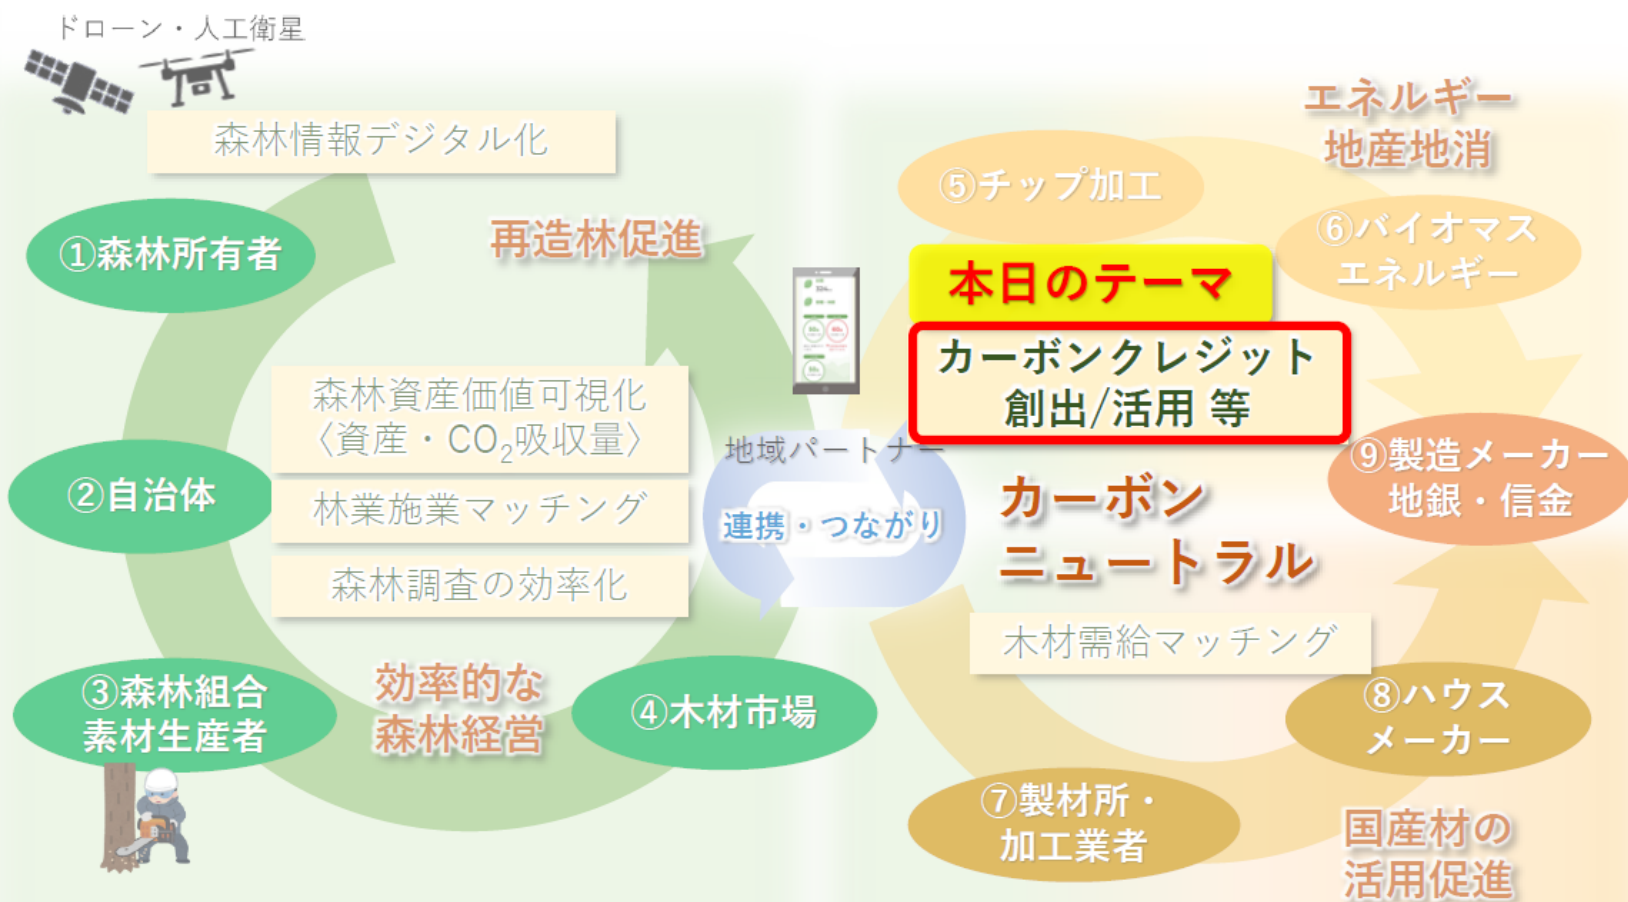 ドローン・人工衛星
森林情報デジタル化
①森林所有者
再造林促進
森林資産価値可視化
〈資産・CO₂吸収量〉
②自治体
林業施業マッチング
森林調査の効率化
③森林組合
素材生産者
効率的な
森林経営
④木材市場
地域パートナー
連携・つながり
エネルギー
地産地消
⑤チップ加工
⑥バイオマス
エネルギー
本日のテーマ
カーボンクレジット
創出/活用 等
⑨製造メーカー
地銀・信金
カーボン
ニュートラル
木材需給マッチング
⑧ハウス
メーカー
⑦製材所・
加工業者
国産材の
活用促進